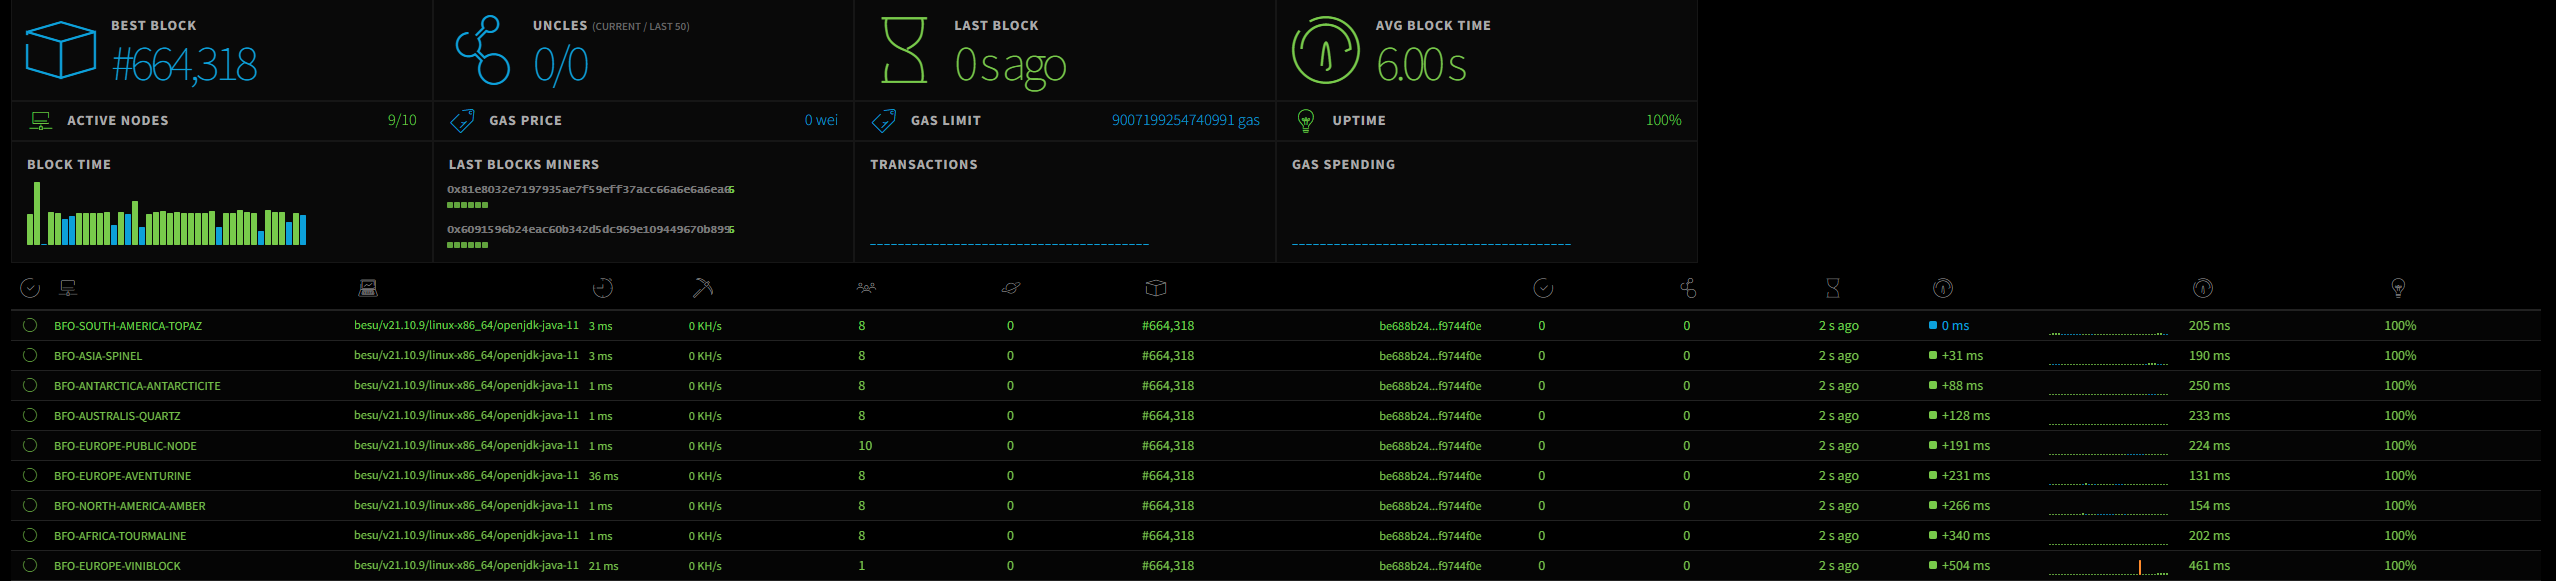 BEST BLOCK
#664,318
UNCLES (CURRENT / LAST 50)
0/0
LAST BLOCK
0 s ago
AVG BLOCK TIME
6.00 s
ACTIVE NODES 9/10
GAS PRICE 0 wei
GAS LIMIT 9007199254740991 gas
UPTIME 100%
BLOCK TIME
LAST BLOCKS MINERS
0x81e8032e7197935ae7f59eff37acc66a6e6a6ea6
0x6091596b24eac60b342d5dc969e109449670b899
TRANSACTIONS
GAS SPENDING
BFO-SOUTH-AMERICA-TOPAZ besu/v21.10.9/linux-x86_64/openjdk-java-11 3 ms 0 KH/s 8 0 #664,318 be688b24...f9744f0e 0 0 2 s ago 0 ms 205 ms 100%
BFO-ASIA-SPINEL besu/v21.10.9/linux-x86_64/openjdk-java-11 3 ms 0 KH/s 8 0 #664,318 be688b24...f9744f0e 0 0 2 s ago +31 ms 190 ms 100%
BFO-ANTARCTICA-ANTARCTICITE besu/v21.10.9/linux-x86_64/openjdk-java-11 1 ms 0 KH/s 8 0 #664,318 be688b24...f9744f0e 0 0 2 s ago +88 ms 250 ms 100%
BFO-AUSTRALIS-QUARTZ besu/v21.10.9/linux-x86_64/openjdk-java-11 1 ms 0 KH/s 8 0 #664,318 be688b24...f9744f0e 0 0 2 s ago +128 ms 233 ms 100%
BFO-EUROPE-PUBLIC-NODE besu/v21.10.9/linux-x86_64/openjdk-java-11 1 ms 0 KH/s 10 0 #664,318 be688b24...f9744f0e 0 0 2 s ago +191 ms 224 ms 100%
BFO-EUROPE-AVENTURINE besu/v21.10.9/linux-x86_64/openjdk-java-11 36 ms 0 KH/s 8 0 #664,318 be688b24...f9744f0e 0 0 2 s ago +231 ms 131 ms 100%
BFO-NORTH-AMERICA-AMBER besu/v21.10.9/linux-x86_64/openjdk-java-11 1 ms 0 KH/s 8 0 #664,318 be688b24...f9744f0e 0 0 2 s ago +266 ms 154 ms 100%
BFO-AFRICA-TOURMALINE besu/v21.10.9/linux-x86_64/openjdk-java-11 1 ms 0 KH/s 8 0 #664,318 be688b24...f9744f0e 0 0 2 s ago +340 ms 202 ms 100%
BFO-EUROPE-VINIBLOCK besu/v21.10.9/linux-x86_64/openjdk-java-11 21 ms 0 KH/s 1 0 #664,318 be688b24...f9744f0e 0 0 2 s ago +504 ms 461 ms 100%